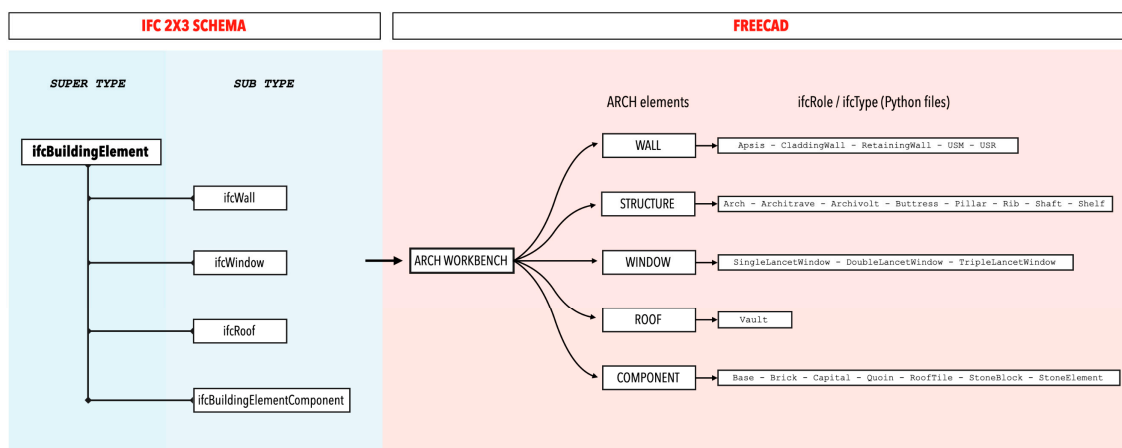 IFC 2X3 SCHEMA
FREECAD
SUPER TYPE
SUB TYPE
ifcBuildingElement
ifcWall
ifcWindow
ifcRoof
ifcBuildingElementComponent
ARCH WORKBENCH
ARCH elements
ifcRole / ifcType (Python files)
WALL
Apsis - CladdingWall - RetainingWall - USM - USR
STRUCTURE
Arch - Architrave - Archivolt - Buttress - Pillar - Rib - Shaft - Shelf
WINDOW
SingleLancetWindow - DoubleLancetWindow - TripleLancetWindow
ROOF
Vault
COMPONENT
Base - Brick - Capital - Quoin - RoofTile - StoneBlock - StoneElement